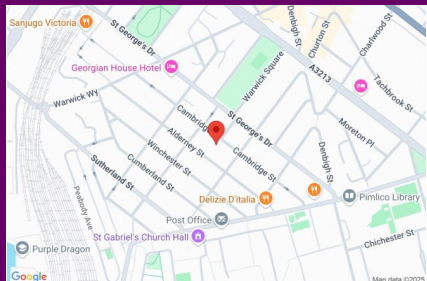 Sanjugo Victoria
St George's Dr
Denbigh St
Churton St
Charlwood St
Georgian House Hotel
Warwick Square
A3213
Tachbrook St
Warwick Wy
Cambridge
St George's Dr
Moreton Pl
Alderney St
Winchester St
Cambridge St
Denbigh St
Cumberland St
Sutherland St
Peabody Ave
Delizie D'italia
Pimlico Library
Post Office
St Gabriel's Church Hall
Chichester St
Purple Dragon
Google
Map data ©2025